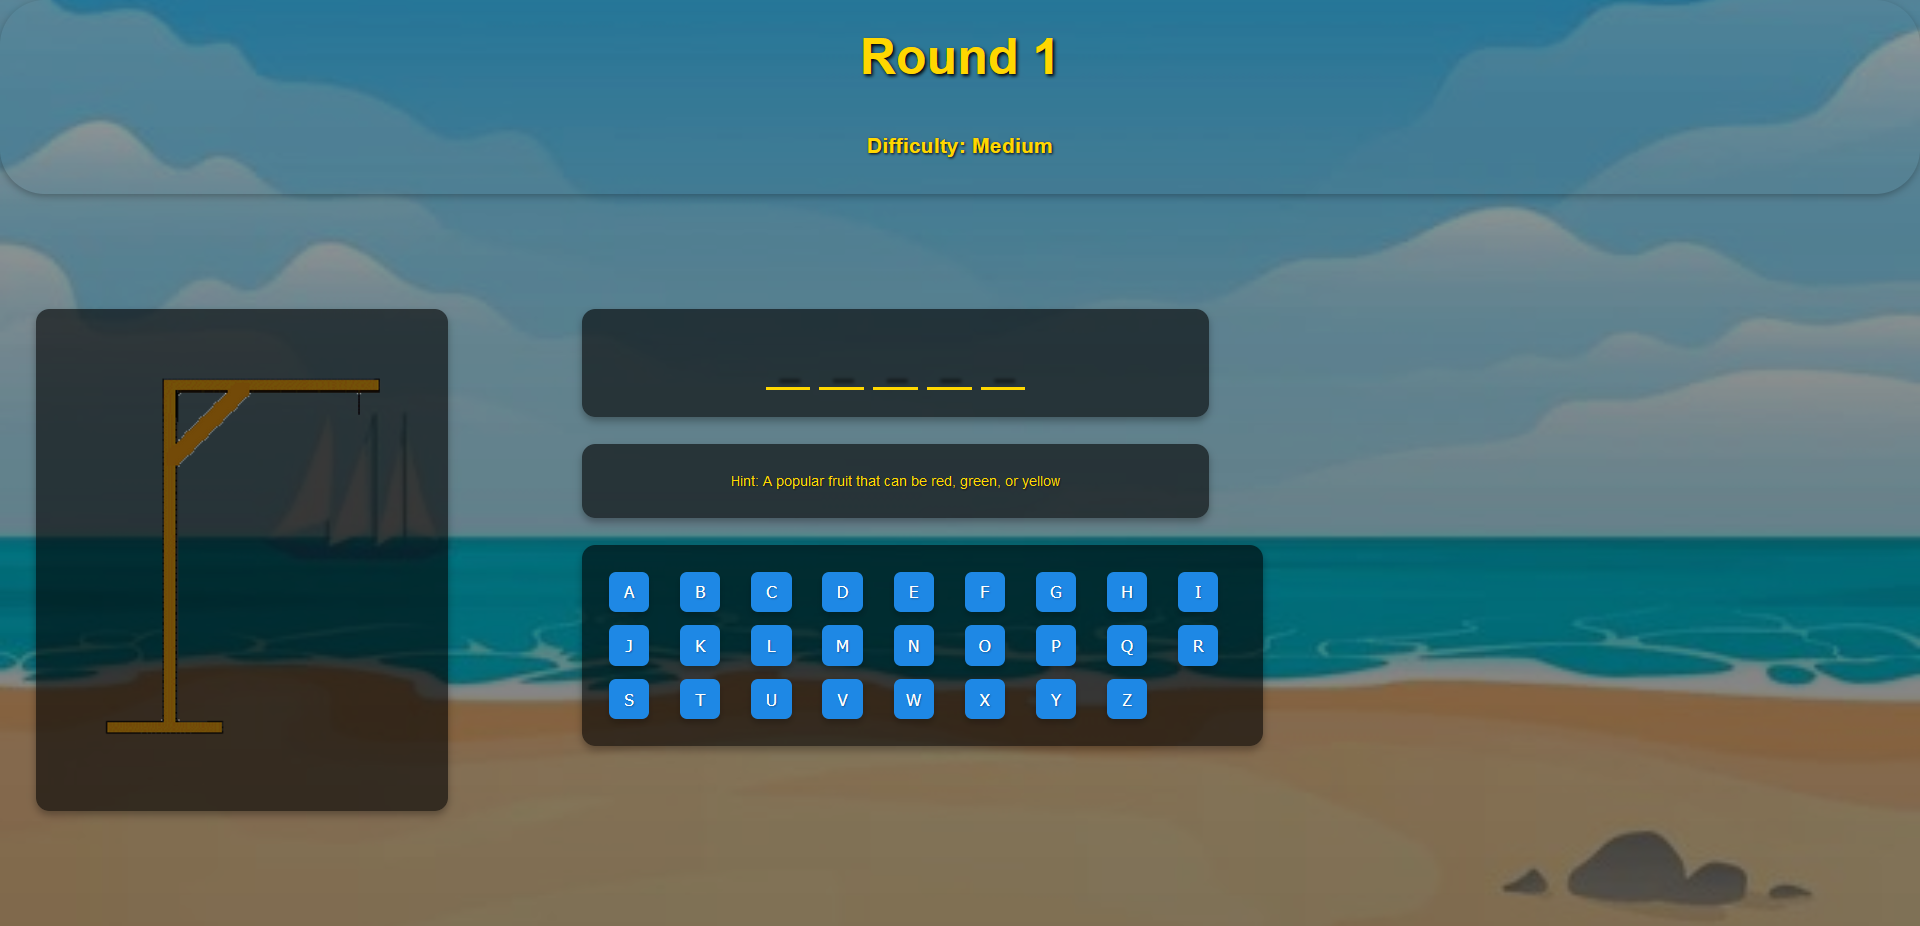 Round 1
Difficulty: Medium
_ _ _ _ _
Hint: A popular fruit that can be red, green, or yellow
A B C D E F G H I
J K L M N O P Q R
S T U V W X Y Z